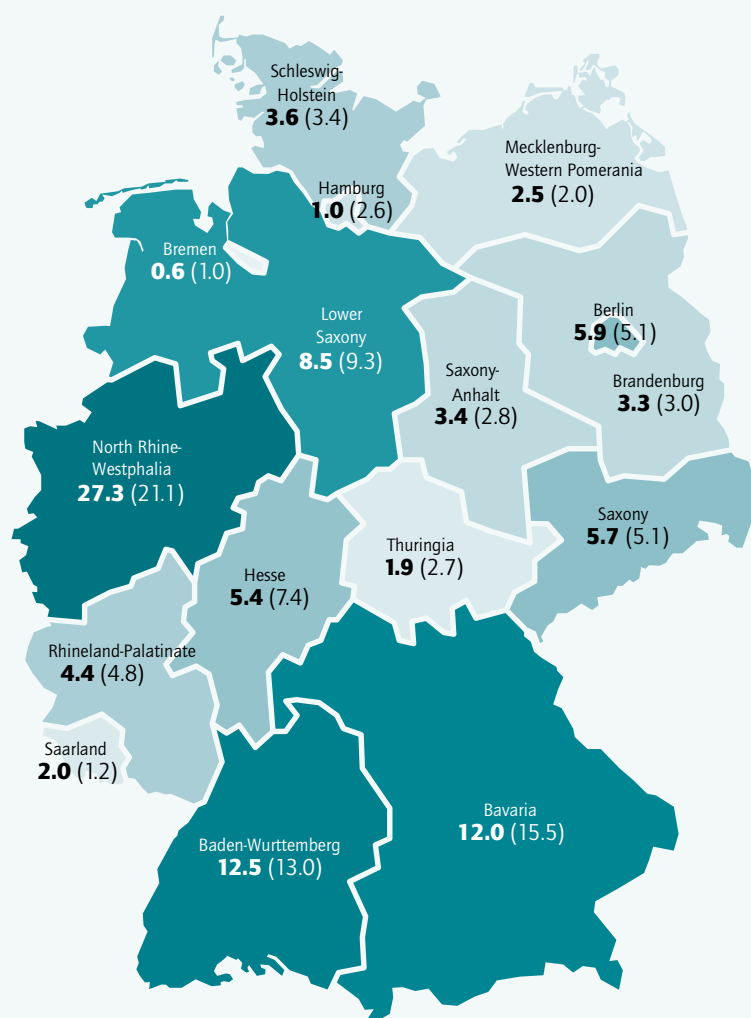 Schleswig-
Holstein
3.6 (3.4)
Mecklenburg-
Western Pomerania
2.5 (2.0)
Hamburg
1.0 (2.6)
Bremen
0.6 (1.0)
Lower
Saxony
8.5 (9.3)
Berlin
5.9 (5.1)
Saxony-
Anhalt
3.4 (2.8)
Brandenburg
3.3 (3.0)
North Rhine-
Westphalia
27.3 (21.1)
Saxony
5.7 (5.1)
Thuringia
1.9 (2.7)
Hesse
5.4 (7.4)
Rhineland-Palatinate
4.4 (4.8)
Saarland
2.0 (1.2)
Bavaria
12.0 (15.5)
Baden-Wurttemberg
12.5 (13.0)